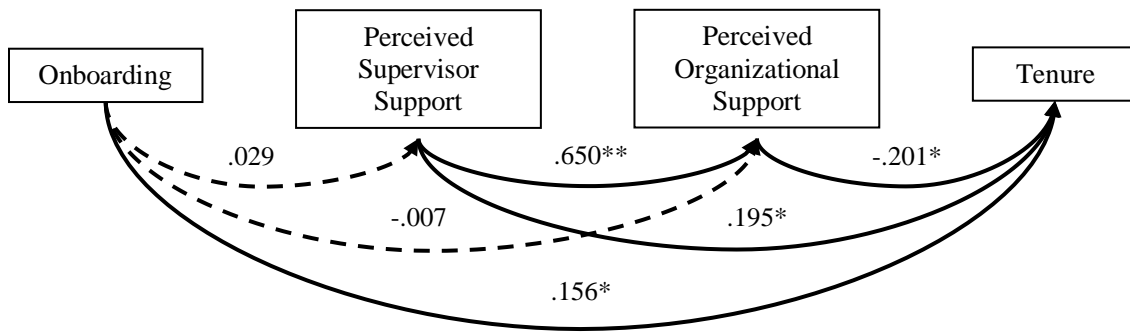 Onboarding
Perceived
Supervisor
Support
Perceived
Organizational
Support
Tenure
.029
.650**
-.201*
-.007
.195*
.156*